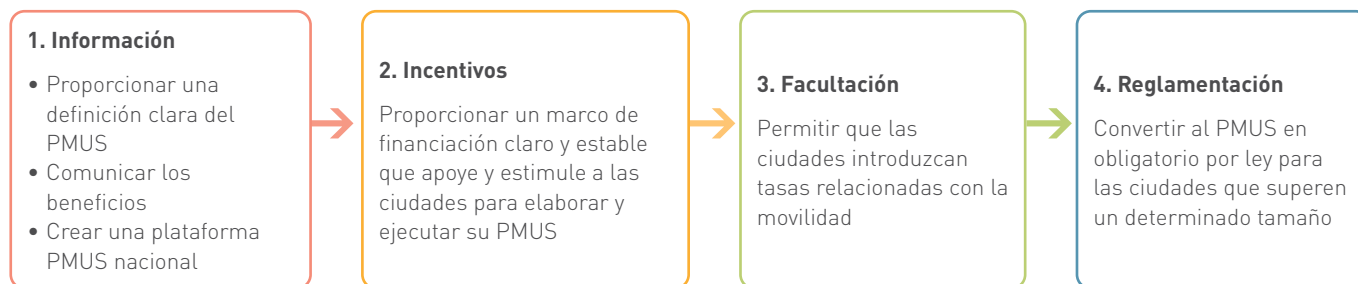 1. Información
• Proporcionar una
definición clara del
PMUS
• Comunicar los
beneficios
• Crear una plataforma
PMUS nacional
2. Incentivos
Proporcionar un marco de
financiación claro y estable
que apoye y estimule a las
ciudades para elaborar y
ejecutar su PMUS
3. Facultación
Permitir que las
ciudades introduzcan
tasas relacionadas con la
movilidad
4. Reglamentación
Convertir al PMUS en
obligatorio por ley para
las ciudades que superen
un determinado tamaño